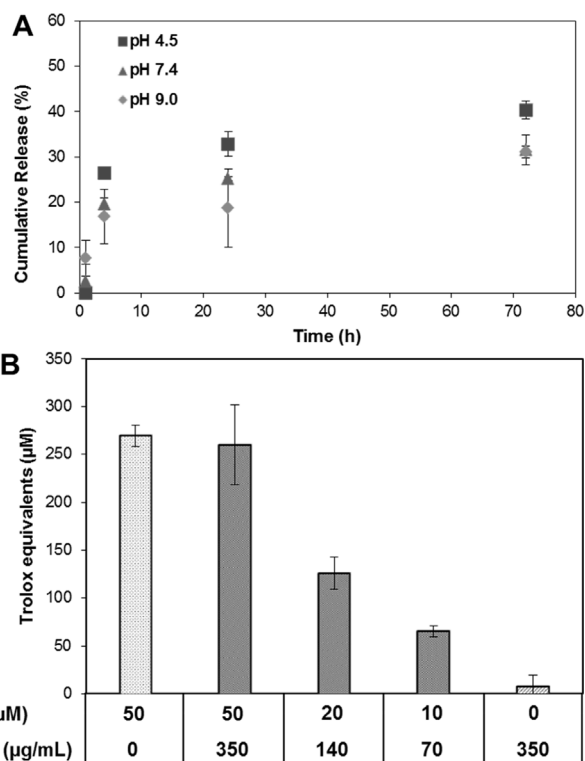 A
Cumulative Release (%)
60
50
40
30
20
10
0
pH 4.5
pH 7.4
pH 9.0
0 10 20 30 40 50 60 70 80
Time (h)
B
Trolox equivalents (µM)
350
300
250
200
150
100
50
0
µM) 50 50 20 10 0
(µg/mL) 0 350 140 70 350